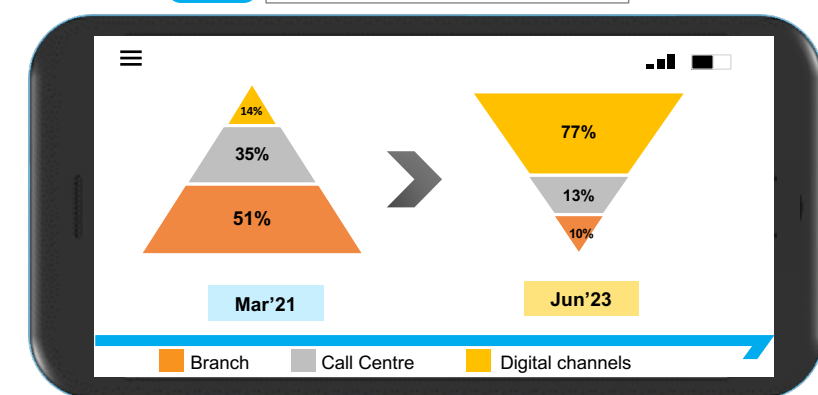 14%
35%
51%
77%
13%
10%
Mar’21
Jun’23
Branch
Call Centre
Digital channels